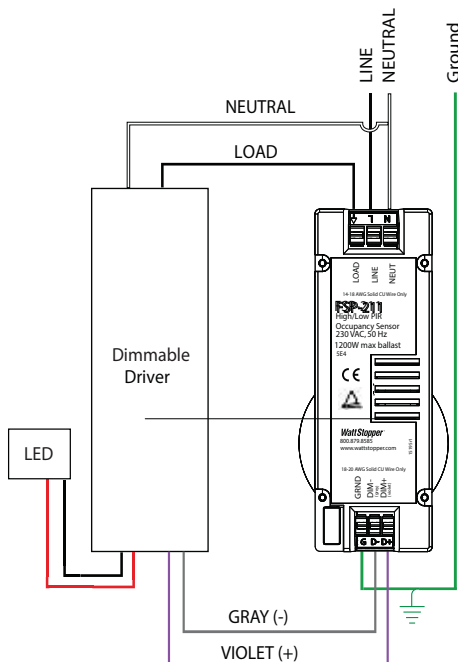 LINE
NEUTRAL
Ground
NEUTRAL
LOAD
L
N
LOAD
LINE
NEUT
14-18 AWG Solid CU Wire Only
FSP-211
High/Low PIR
Occupancy Sensor
230 VAC, 50 Hz
1200W max ballast
SE4
CE
Dimmable
Driver
LED
WattStopper
800.879.8585
www.wattstopper.com
18-20 AWG Solid CU Wire Only
GRND
DIM-
DIM+
G D- D+
GRAY (-)
VIOLET (+)